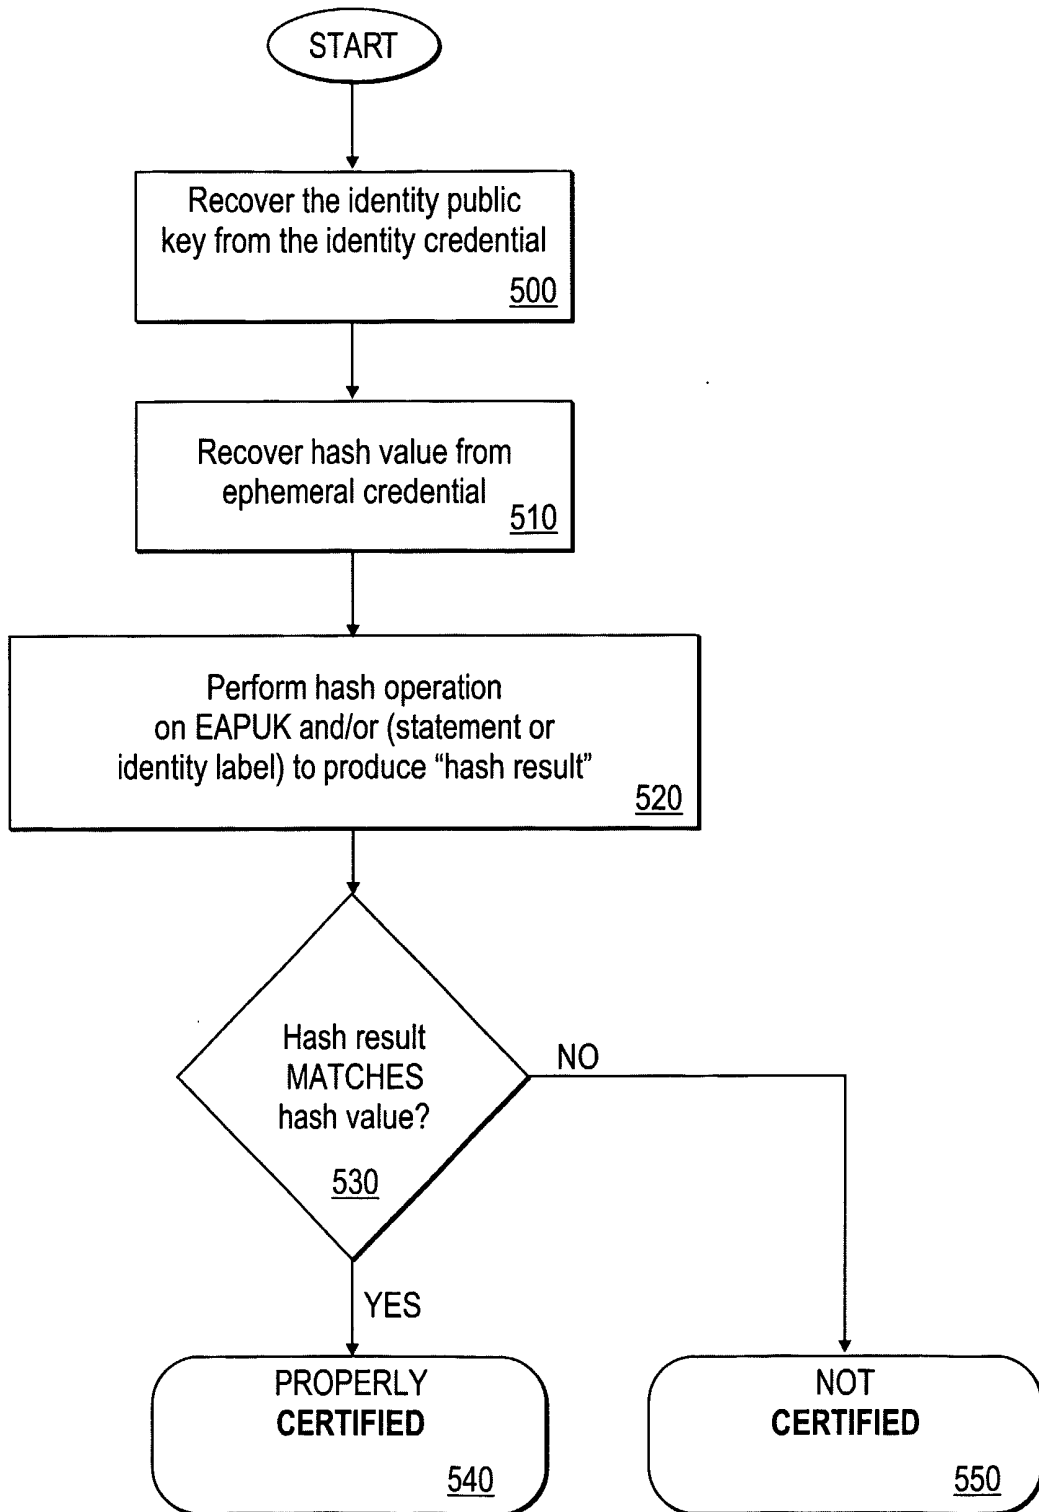 START
Recover the identity public
key from the identity credential
500
Recover hash value from
ephemeral credential
510
Perform hash operation
on EAPUK and/or (statement or
identity label) to produce “hash result”
520
Hash result
MATCHES
hash value?
530
NO
YES
PROPERLY
CERTIFIED
540
NOT
CERTIFIED
550